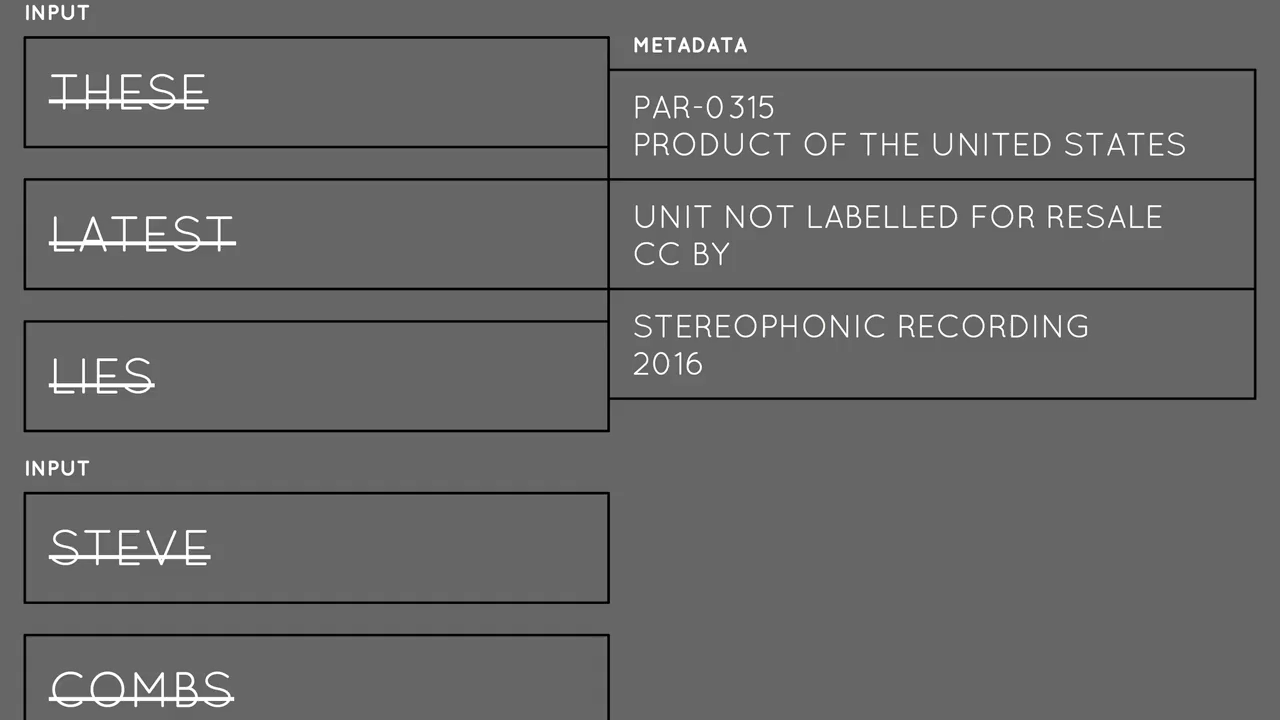 INPUT
THESE
LATEST
LIES
INPUT
STEVE
COMBS
METADATA
PAR-0315
PRODUCT OF THE UNITED STATES
UNIT NOT LABELLED FOR RESALE
CC BY
STEREOPHONIC RECORDING
2016